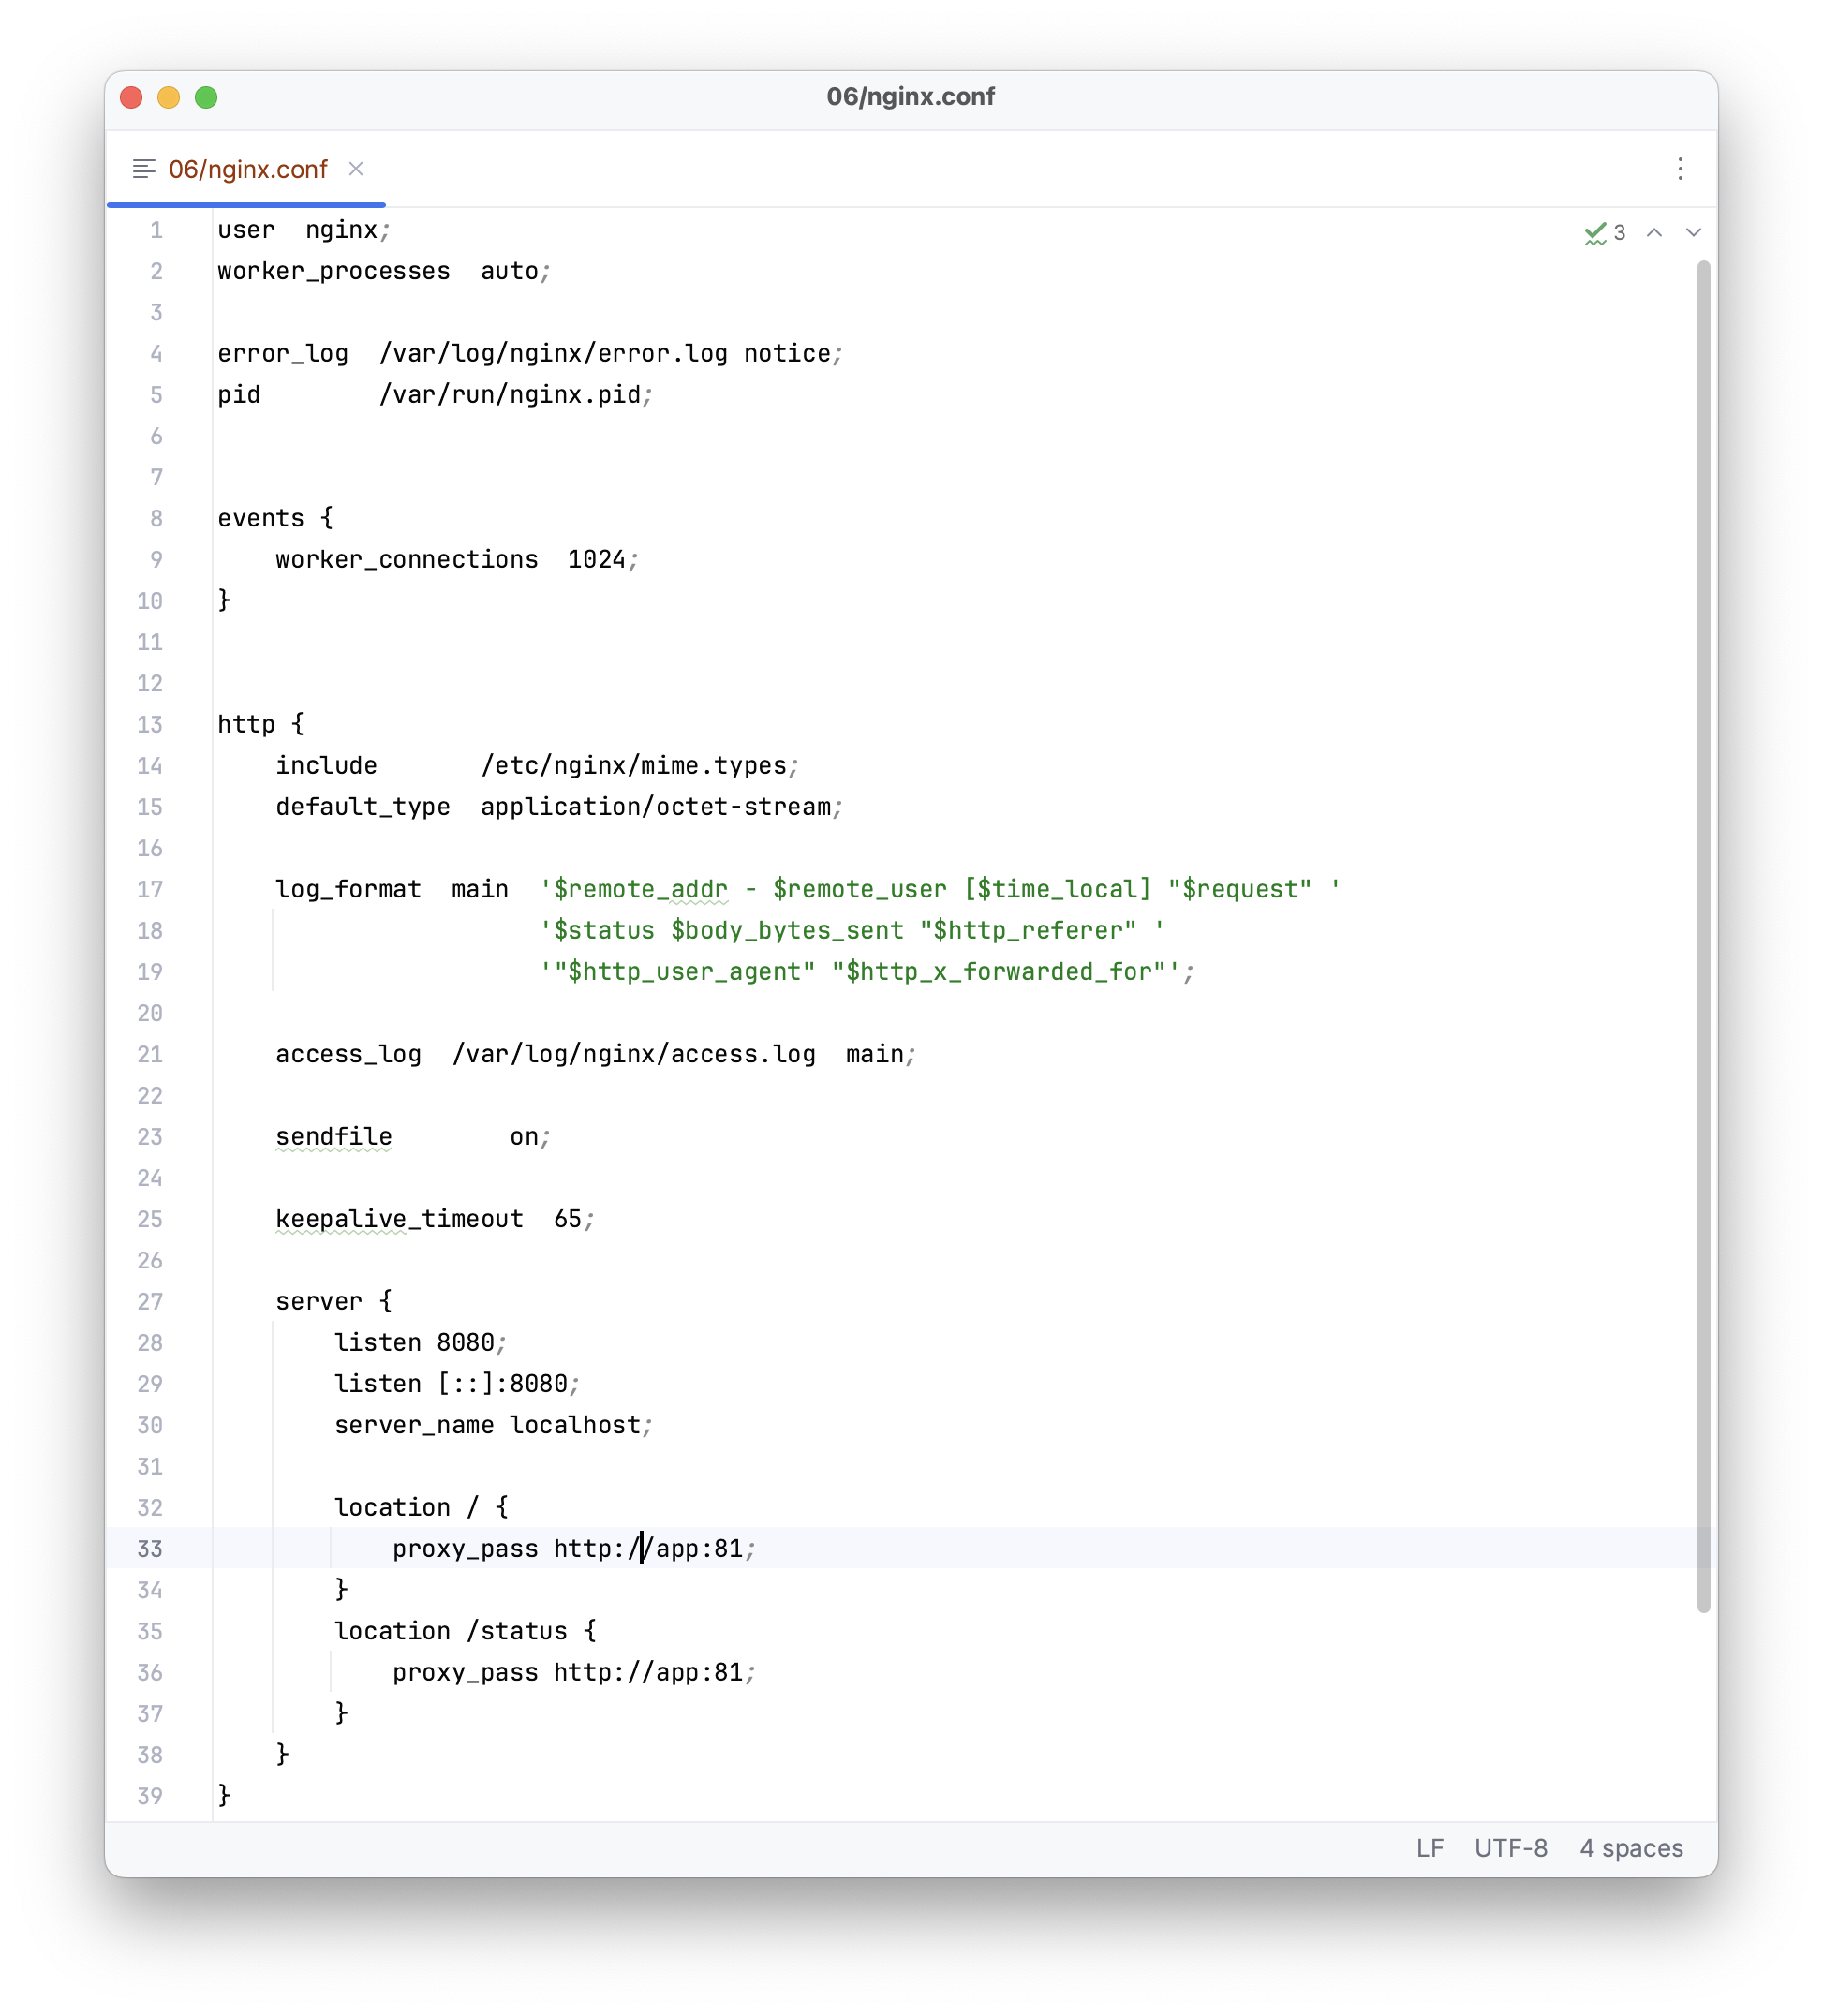 06/nginx.conf
06/nginx.conf
3
1 user  nginx;
2 worker_processes  auto;
3
4 error_log  /var/log/nginx/error.log notice;
5 pid        /var/run/nginx.pid;
6
7
8 events {
9     worker_connections  1024;
10 }
11
12
13 http {
14     include       /etc/nginx/mime.types;
15     default_type  application/octet-stream;
16
17     log_format  main  '$remote_addr - $remote_user [$time_local] "$request" '
18                       '$status $body_bytes_sent "$http_referer" '
19                       '"$http_user_agent" "$http_x_forwarded_for"';
20
21     access_log  /var/log/nginx/access.log  main;
22
23     sendfile        on;
24
25     keepalive_timeout  65;
26
27     server {
28         listen 8080;
29         listen [::]:8080;
30         server_name localhost;
31
32         location / {
33             proxy_pass http://app:81;
34         }
35         location /status {
36             proxy_pass http://app:81;
37         }
38     }
39 }
LF UTF-8 4 spaces